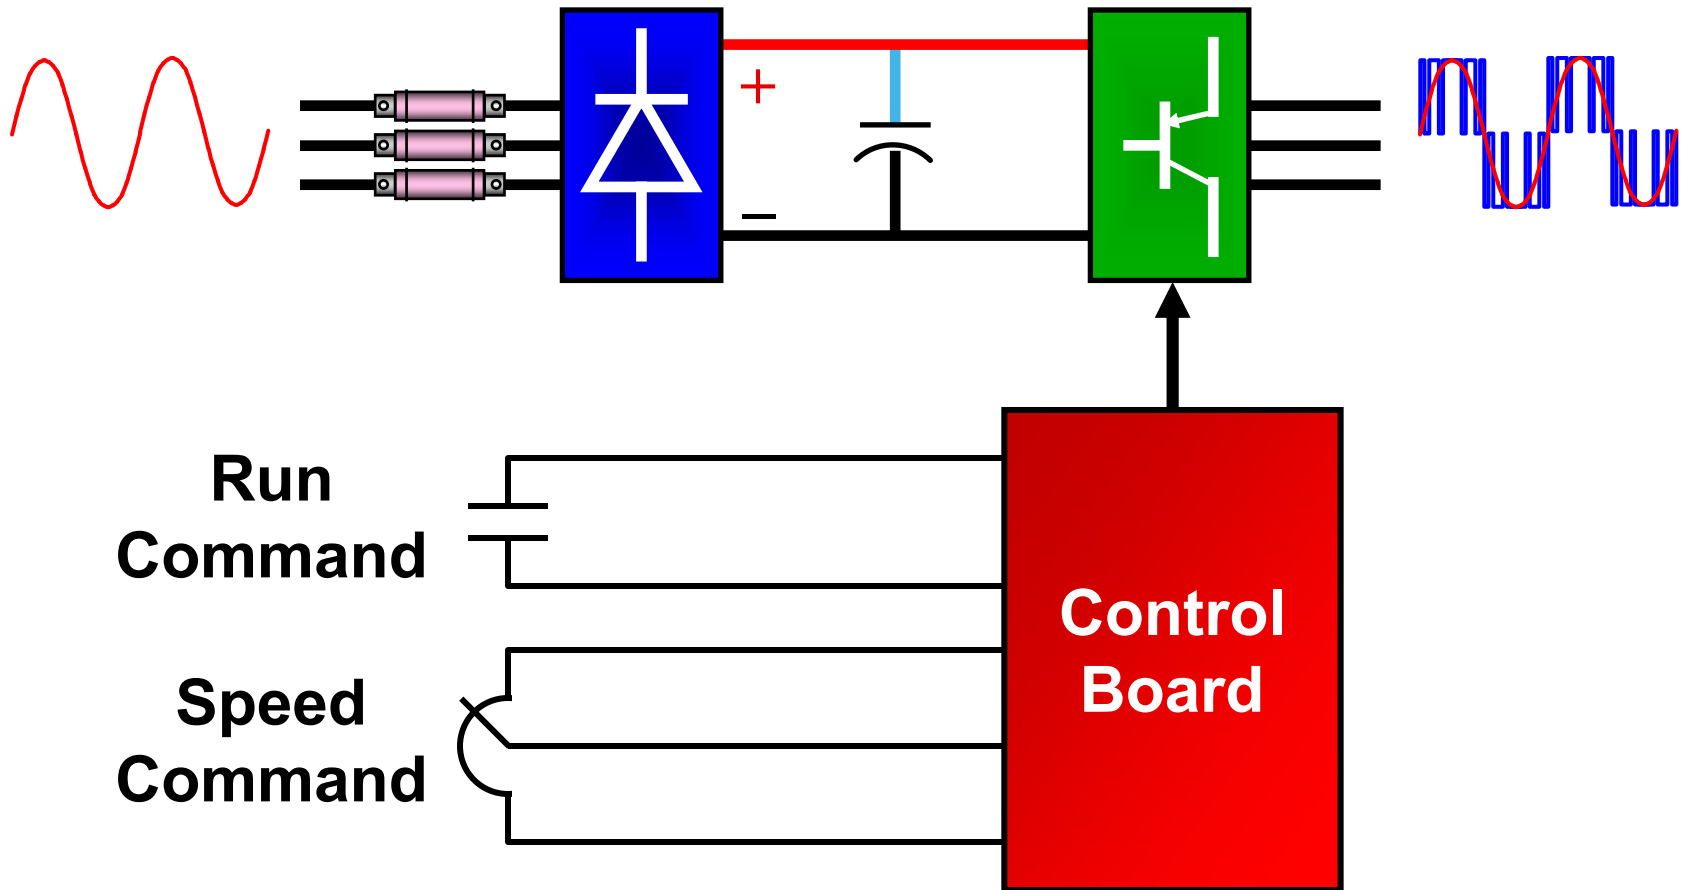 +
–
Run
Command
Control
Board
Speed
Command